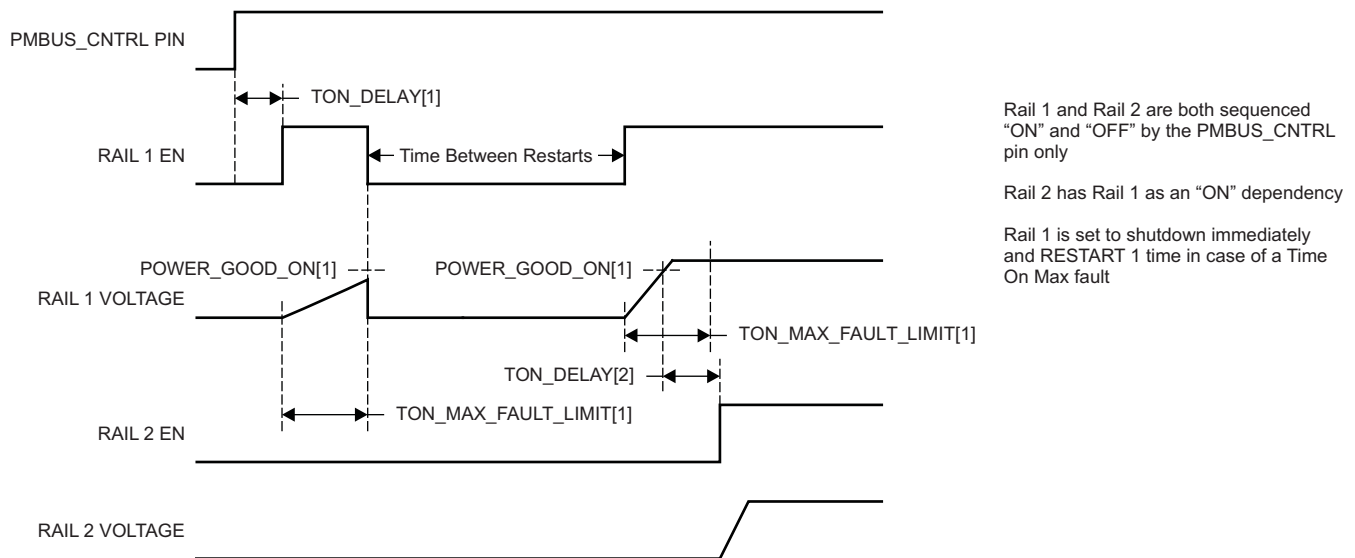 PMBUS_CNTRL PIN
TON_DELAY[1]
RAIL 1 EN
Time Between Restarts
POWER_GOOD_ON[1]
POWER_GOOD_ON[1]
RAIL 1 VOLTAGE
TON_MAX_FAULT_LIMIT[1]
TON_DELAY[2]
TON_MAX_FAULT_LIMIT[1]
RAIL 2 EN
RAIL 2 VOLTAGE
Rail 1 and Rail 2 are both sequenced
“ON” and “OFF” by the PMBUS_CNTRL
pin only
Rail 2 has Rail 1 as an “ON” dependency
Rail 1 is set to shutdown immediately
and RESTART 1 time in case of a Time
On Max fault